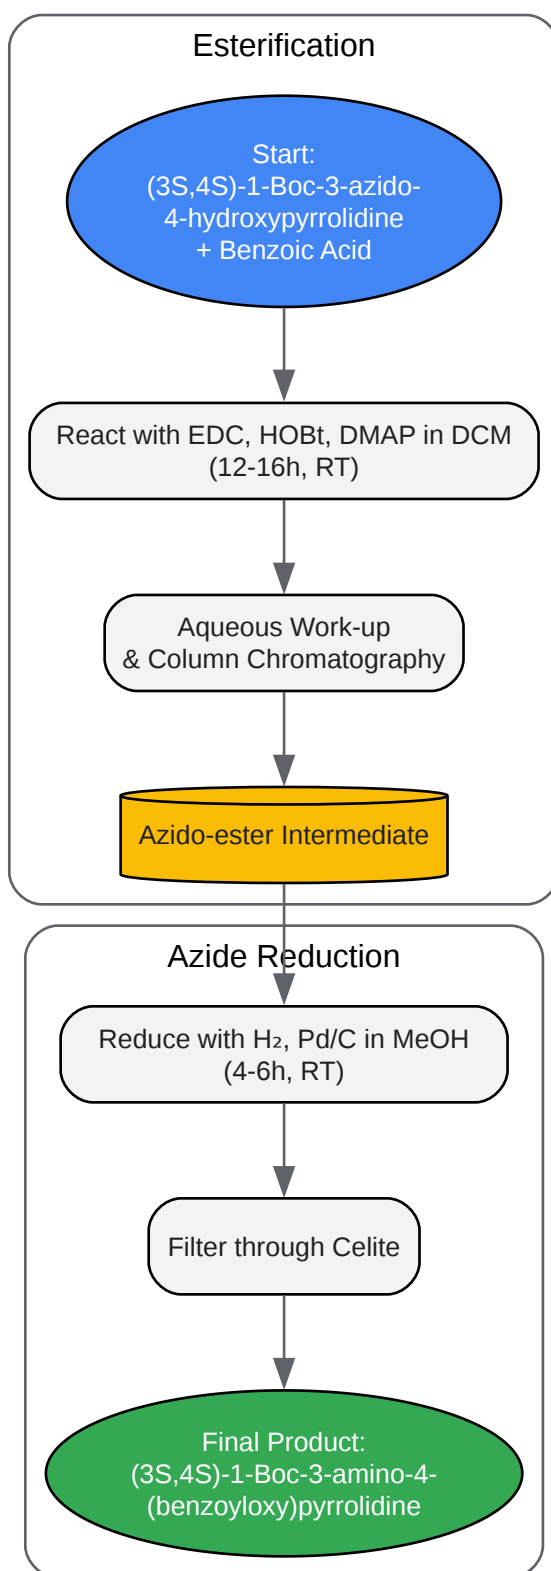 Esterification
Start:
(3S,4S)-1-Boc-3-azido-
4-hydroxypyrrolidine
+ Benzoic Acid
React with EDC, HOBt, DMAP in DCM
(12-16h, RT)
Aqueous Work-up
& Column Chromatography
Azido-ester Intermediate
Azide Reduction
Reduce with H₂, Pd/C in MeOH
(4-6h, RT)
Filter through Celite
Final Product:
(3S,4S)-1-Boc-3-amino-4-
(benzoyloxy)pyrrolidine